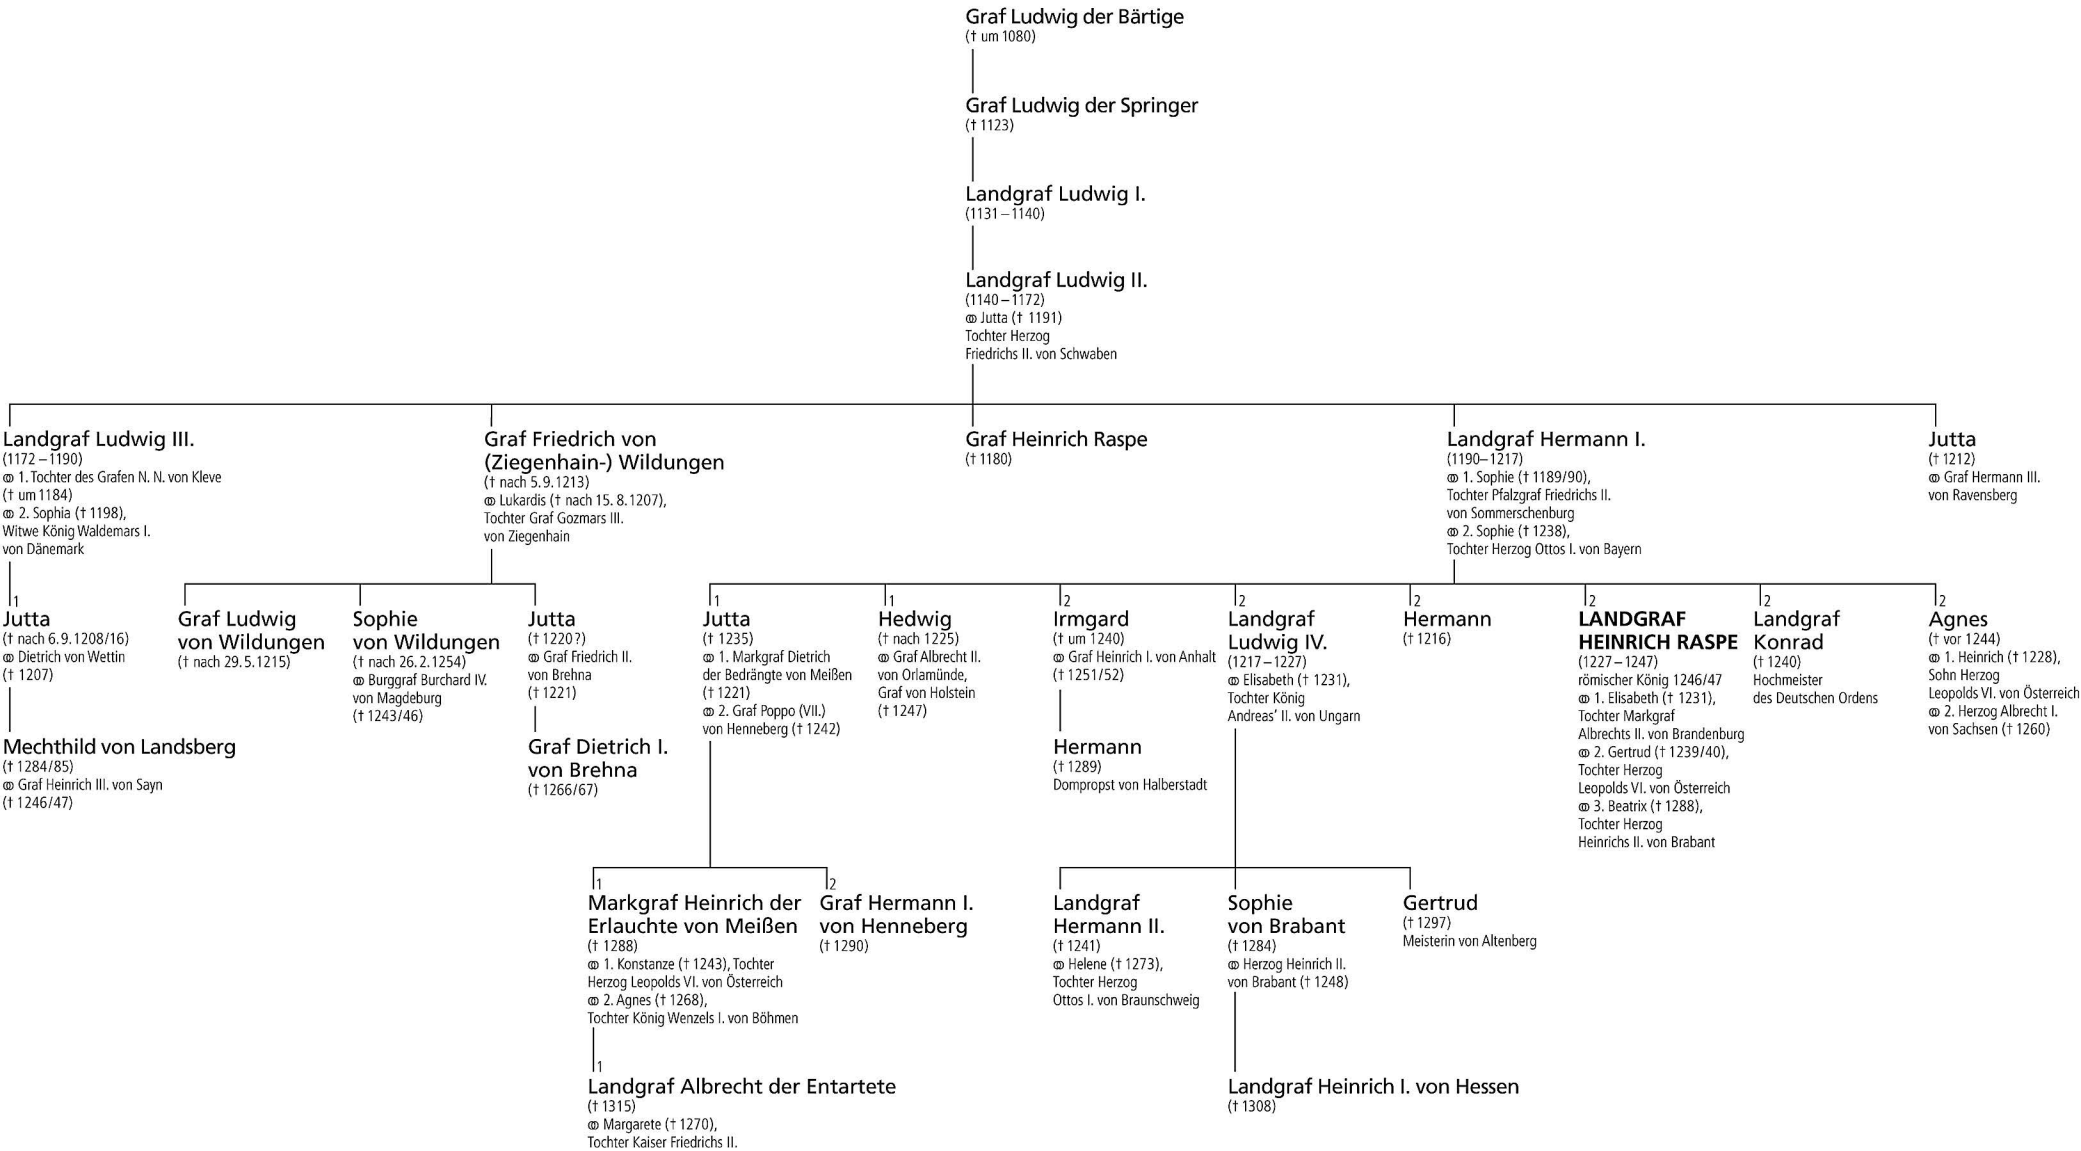 Graf Ludwig der Bärtige
(† um 1080)
Graf Ludwig der Springer
(† 1123)
Landgraf Ludwig I.
(1131 – 1140)
Landgraf Ludwig II.
(1140 – 1172)
⚭ Jutta († 1191)
Tochter Herzog
Friedrichs II. von Schwaben
Landgraf Ludwig III.
(1172 – 1190)
⚭ 1. Tochter des Grafen N. N. von Kleve
(† um 1184)
⚭ 2. Sophia († 1198),
Witwe König Waldemars I.
von Dänemark
Graf Friedrich von
(Ziegenhain-) Wildungen
(† nach 5. 9. 1213)
⚭ Lukardis († nach 15. 8. 1207),
Tochter Graf Gozmars III.
von Ziegenhain
Graf Heinrich Raspe
(† 1180)
Landgraf Hermann I.
(1190– 1217)
⚭ 1. Sophie († 1189/90),
Tochter Pfalzgraf Friedrichs II.
von Sommerschenburg
⚭ 2. Sophie († 1238),
Tochter Herzog Ottos I. von Bayern
Jutta
(† 1212)
⚭ Graf Hermann III.
von Ravensberg
1
Jutta
(† nach 6. 9. 1208/16)
⚭ Dietrich von Wettin
(† 1207)
Graf Ludwig
von Wildungen
(† nach 29. 5. 1215)
Sophie
von Wildungen
(† nach 26. 2. 1254)
⚭ Burggraf Burchard IV.
von Magdeburg
(† 1243/46)
Jutta
(† 1220 ?)
⚭ Graf Friedrich II.
von Brehna
(† 1221)
1
Jutta
(† 1235)
⚭ 1. Markgraf Dietrich
der Bedrängte von Meißen
(† 1221)
⚭ 2. Graf Poppo (VII.)
von Henneberg († 1242)
1
Hedwig
(† nach 1225)
⚭ Graf Albrecht II.
von Orlamünde,
Graf von Holstein
(† 1247)
2
Irmgard
(† um 1240)
⚭ Graf Heinrich I. von Anhalt
(† 1251/52)
2
Landgraf
Ludwig IV.
(1217 – 1227)
⚭ Elisabeth († 1231),
Tochter König
Andreas’ II. von Ungarn
2
Hermann
(† 1216)
2
LANDGRAF
HEINRICH RASPE
(1227 – 1247)
römischer König 1246/47
⚭ 1. Elisabeth († 1231),
Tochter Markgraf
Albrechts II. von Brandenburg
⚭ 2. Gertrud († 1239/40),
Tochter Herzog
Leopolds VI. von Österreich
⚭ 3. Beatrix († 1288),
Tochter Herzog
Heinrichs II. von Brabant
2
Landgraf
Konrad
(† 1240)
Hochmeister
des Deutschen Ordens
2
Agnes
(† vor 1244)
⚭ 1. Heinrich († 1228),
Sohn Herzog
Leopolds VI. von Österreich
⚭ 2. Herzog Albrecht I.
von Sachsen († 1260)
Mechthild von Landsberg
(† 1284/85)
⚭ Graf Heinrich III. von Sayn
(† 1246/47)
Graf Dietrich I.
von Brehna
(† 1266/67)
Hermann
(† 1289)
Dompropst von Halberstadt
1
Markgraf Heinrich der
Erlauchte von Meißen
(† 1288)
⚭ 1. Konstanze († 1243), Tochter
Herzog Leopolds VI. von Österreich
⚭ 2. Agnes († 1268),
Tochter König Wenzels I. von Böhmen
2
Graf Hermann I.
von Henneberg
(† 1290)
Landgraf
Hermann II.
(† 1241)
⚭ Helene († 1273),
Tochter Herzog
Ottos I. von Braunschweig
Sophie
von Brabant
(† 1284)
⚭ Herzog Heinrich II.
von Brabant († 1248)
Gertrud
(† 1297)
Meisterin von Altenberg
1
Landgraf Albrecht der Entartete
(† 1315)
⚭ Margarete († 1270),
Tochter Kaiser Friedrichs II.
Landgraf Heinrich I. von Hessen
(† 1308)